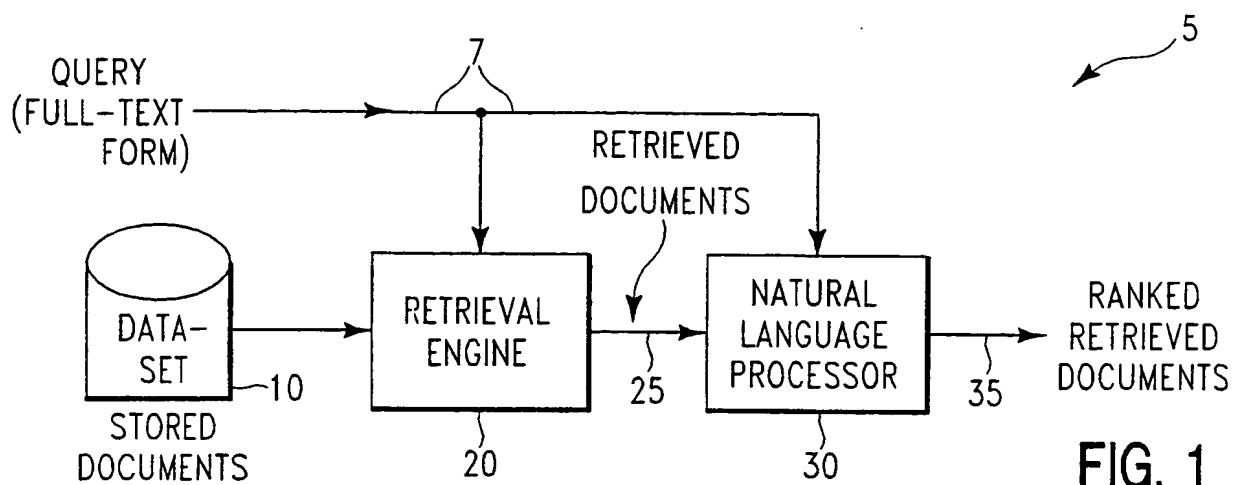 5
7
QUERY
(FULL-TEXT
FORM)
RETRIEVED
DOCUMENTS
DATA-
SET
10
STORED
DOCUMENTS
RETRIEVAL
ENGINE
20
25
NATURAL
LANGUAGE
PROCESSOR
30
35
RANKED
RETRIEVED
DOCUMENTS
FIG. 1